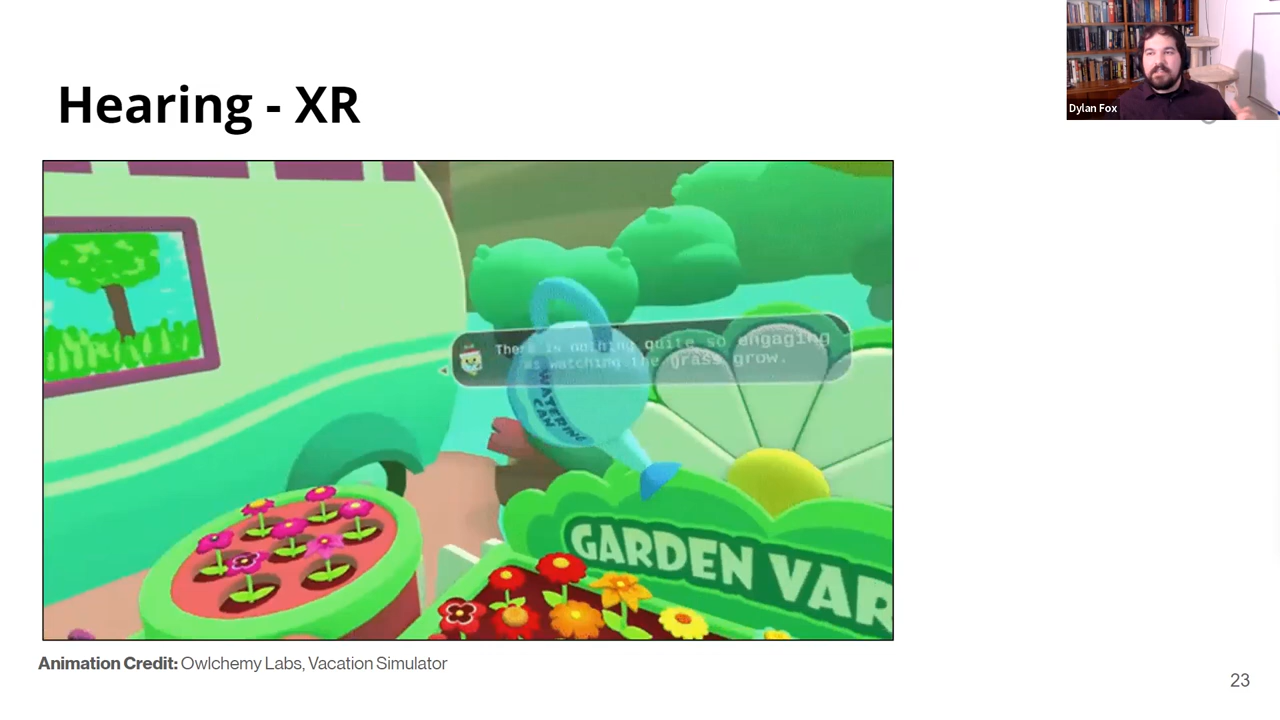 Hearing - XR
Dylan Fox
There is nothing quite so engaging
as watching the grass grow.
WATERING
CAN
GARDEN VAR
Animation Credit: Owlchemy Labs, Vacation Simulator
23